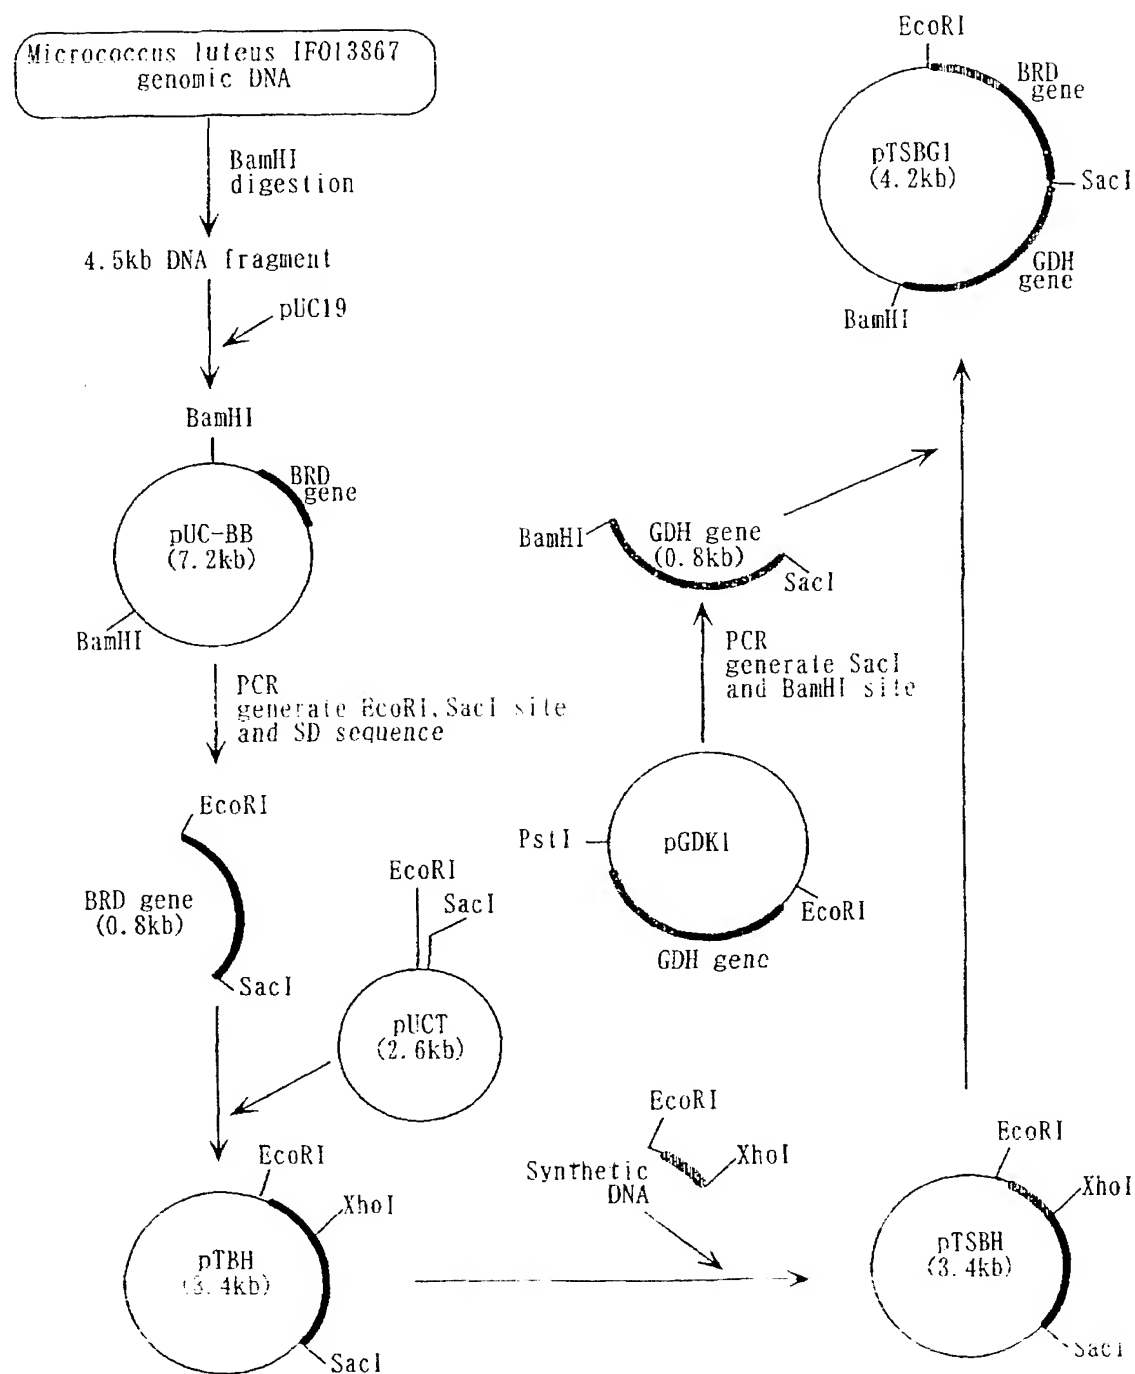 Micrococcus luteus IFO13867
genomic DNA
BamHI
digestion
4.5kb DNA fragment
pUC19
BamHI
BRD
gene
pUC-BB
(7.2kb)
BamHI
PCR
generate EcoRI, SacI site
and SD sequence
EcoRI
BRD gene
(0.8kb)
SacI
EcoRI
SacI
pUCT
(2.6kb)
EcoRI
XhoI
pTBH
(3.4kb)
SacI
EcoRI
XhoI
Synthetic
DNA
EcoRI
XhoI
pTSBH
(3.4kb)
SacI
PstI
pGDK1
EcoRI
GDH gene
PCR
generate SacI
and BamHI site
BamHI
GDH gene
(0.8kb)
SacI
EcoRI
BRD
gene
pTSBG1
(4.2kb)
SacI
GDH
gene
BamHI